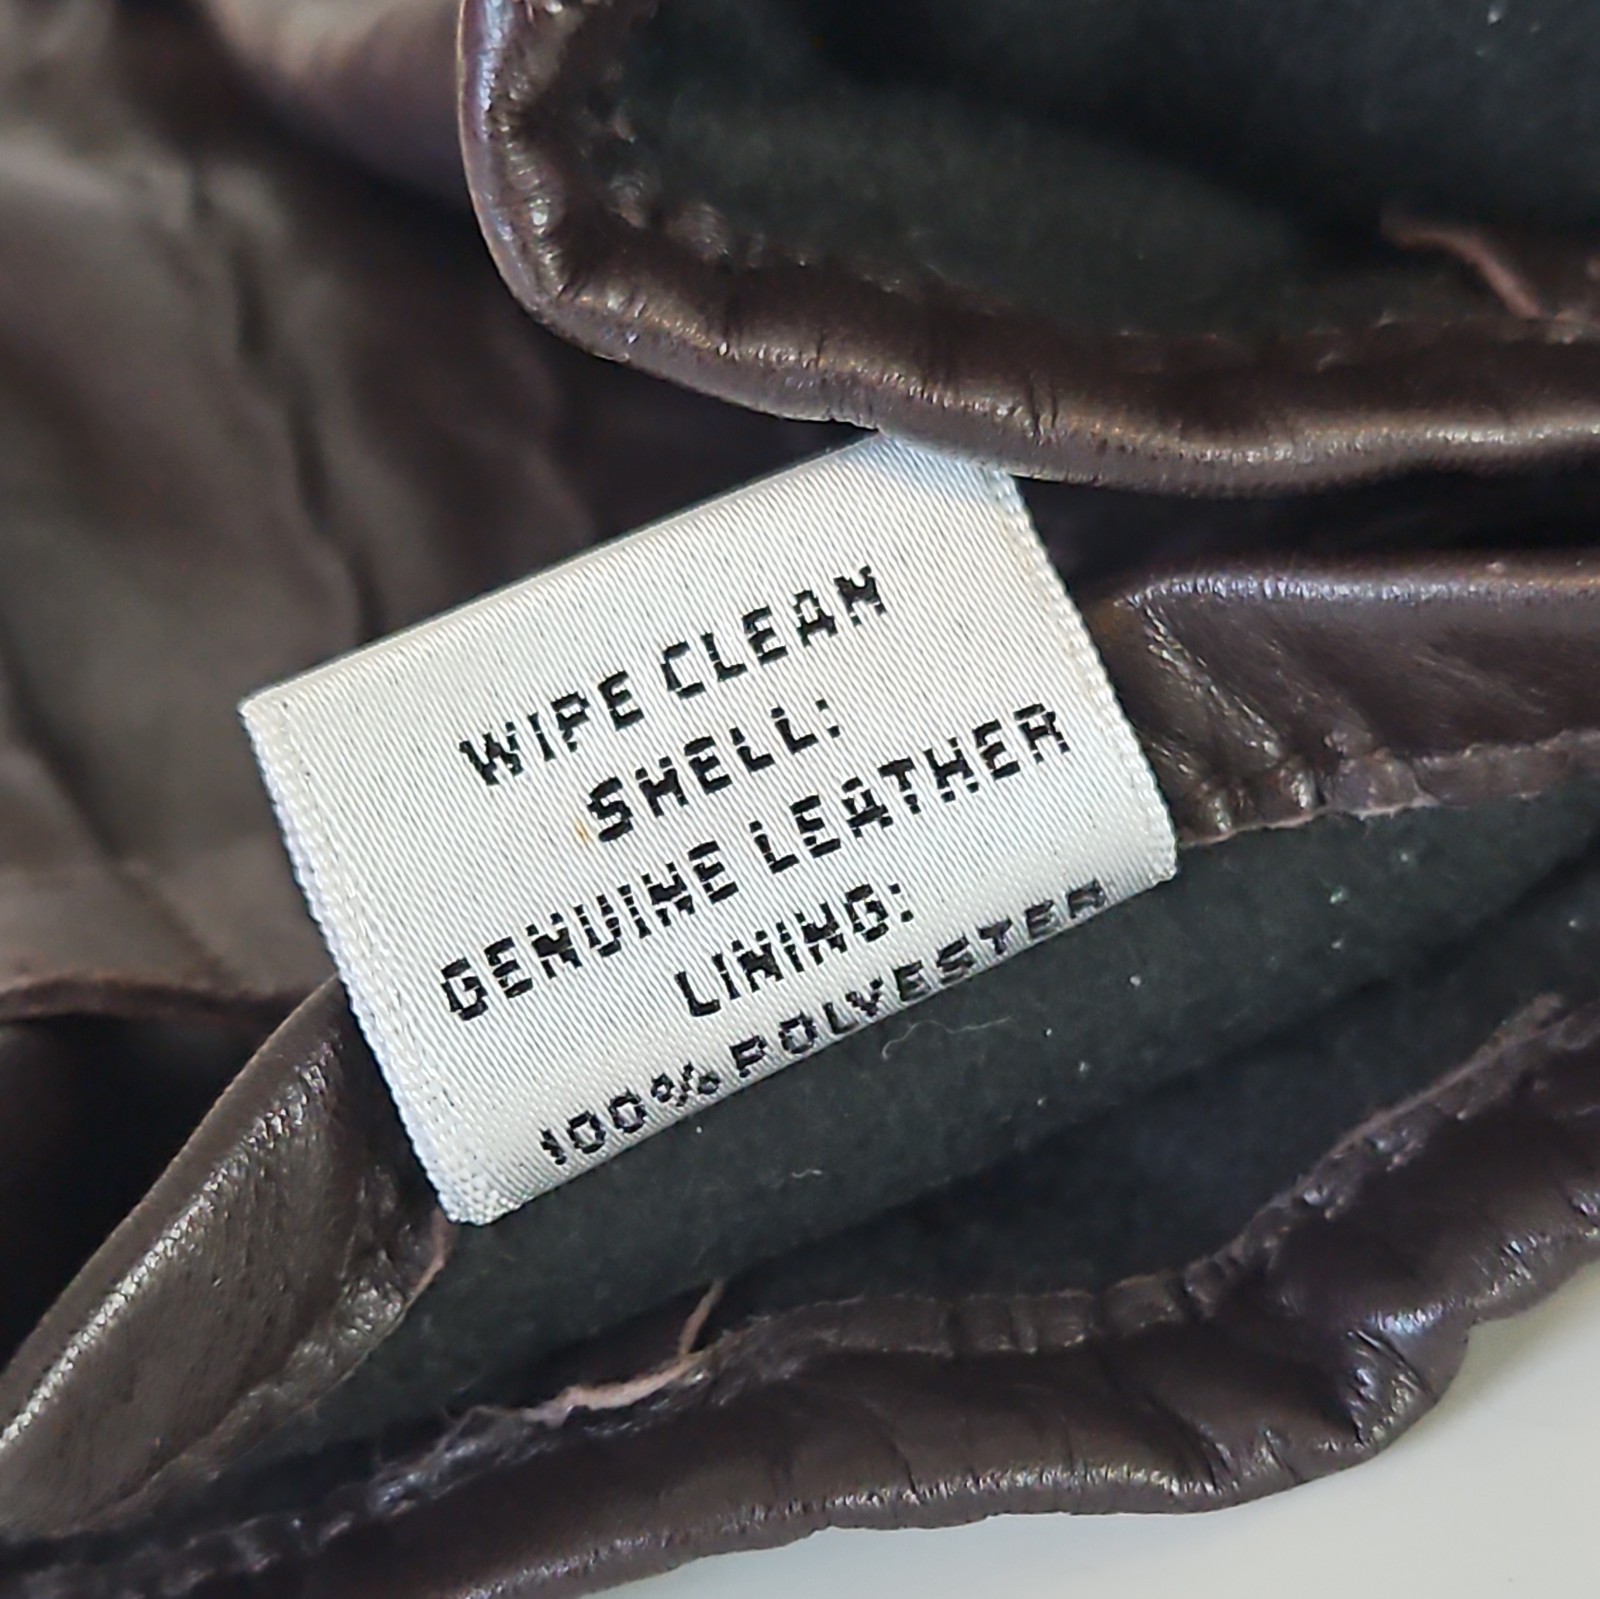 WIPE CLEAN
SHELL:
GENUINE LEATHER
LINING:
100% POLYESTER